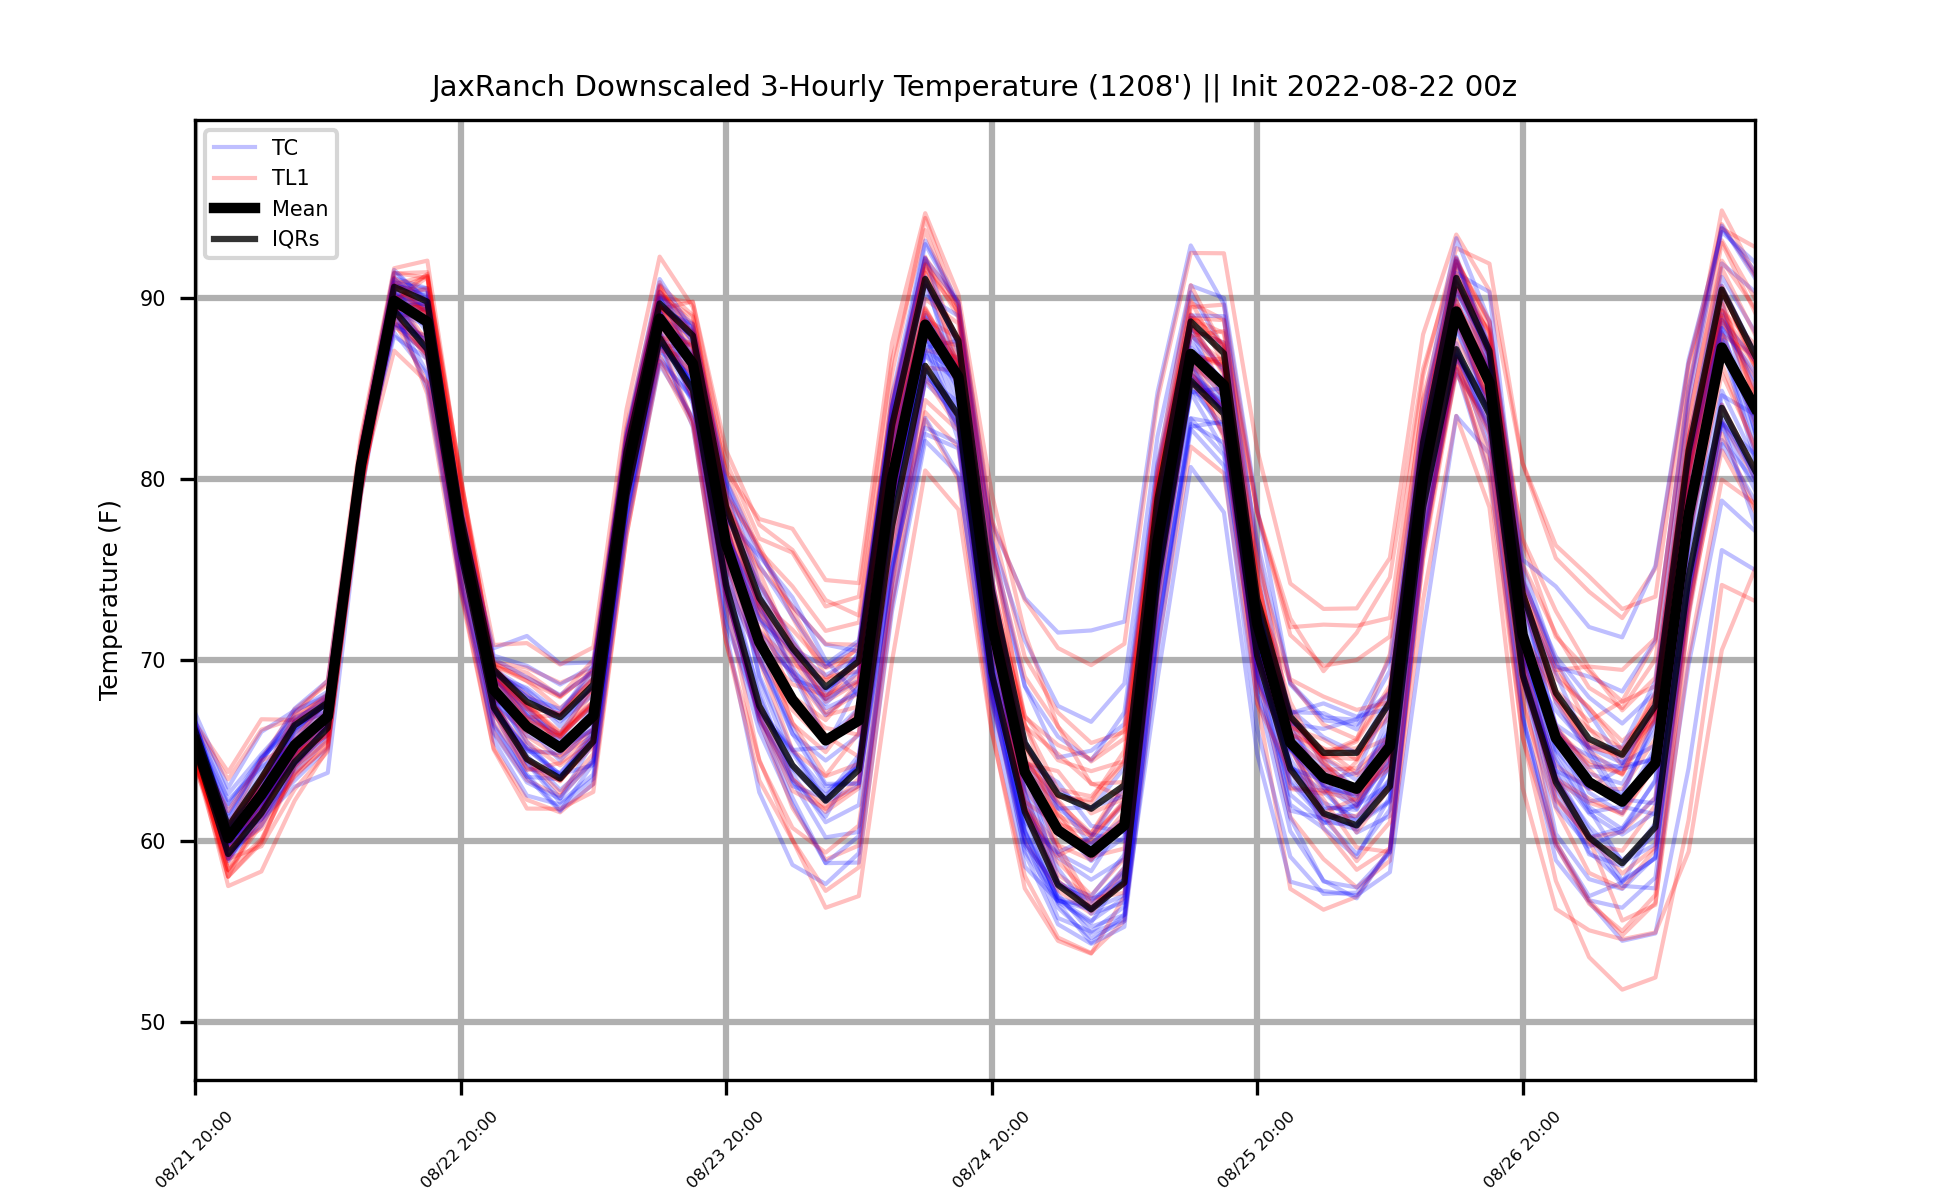 JaxRanch Downscaled 3-Hourly Temperature (1208') || Init 2022-08-22 00z
TC
TL1
Mean
IQRs
90
80
70
60
50
Temperature (F)
08/21 20:00
08/22 20:00
08/23 20:00
08/24 20:00
08/25 20:00
08/26 20:00